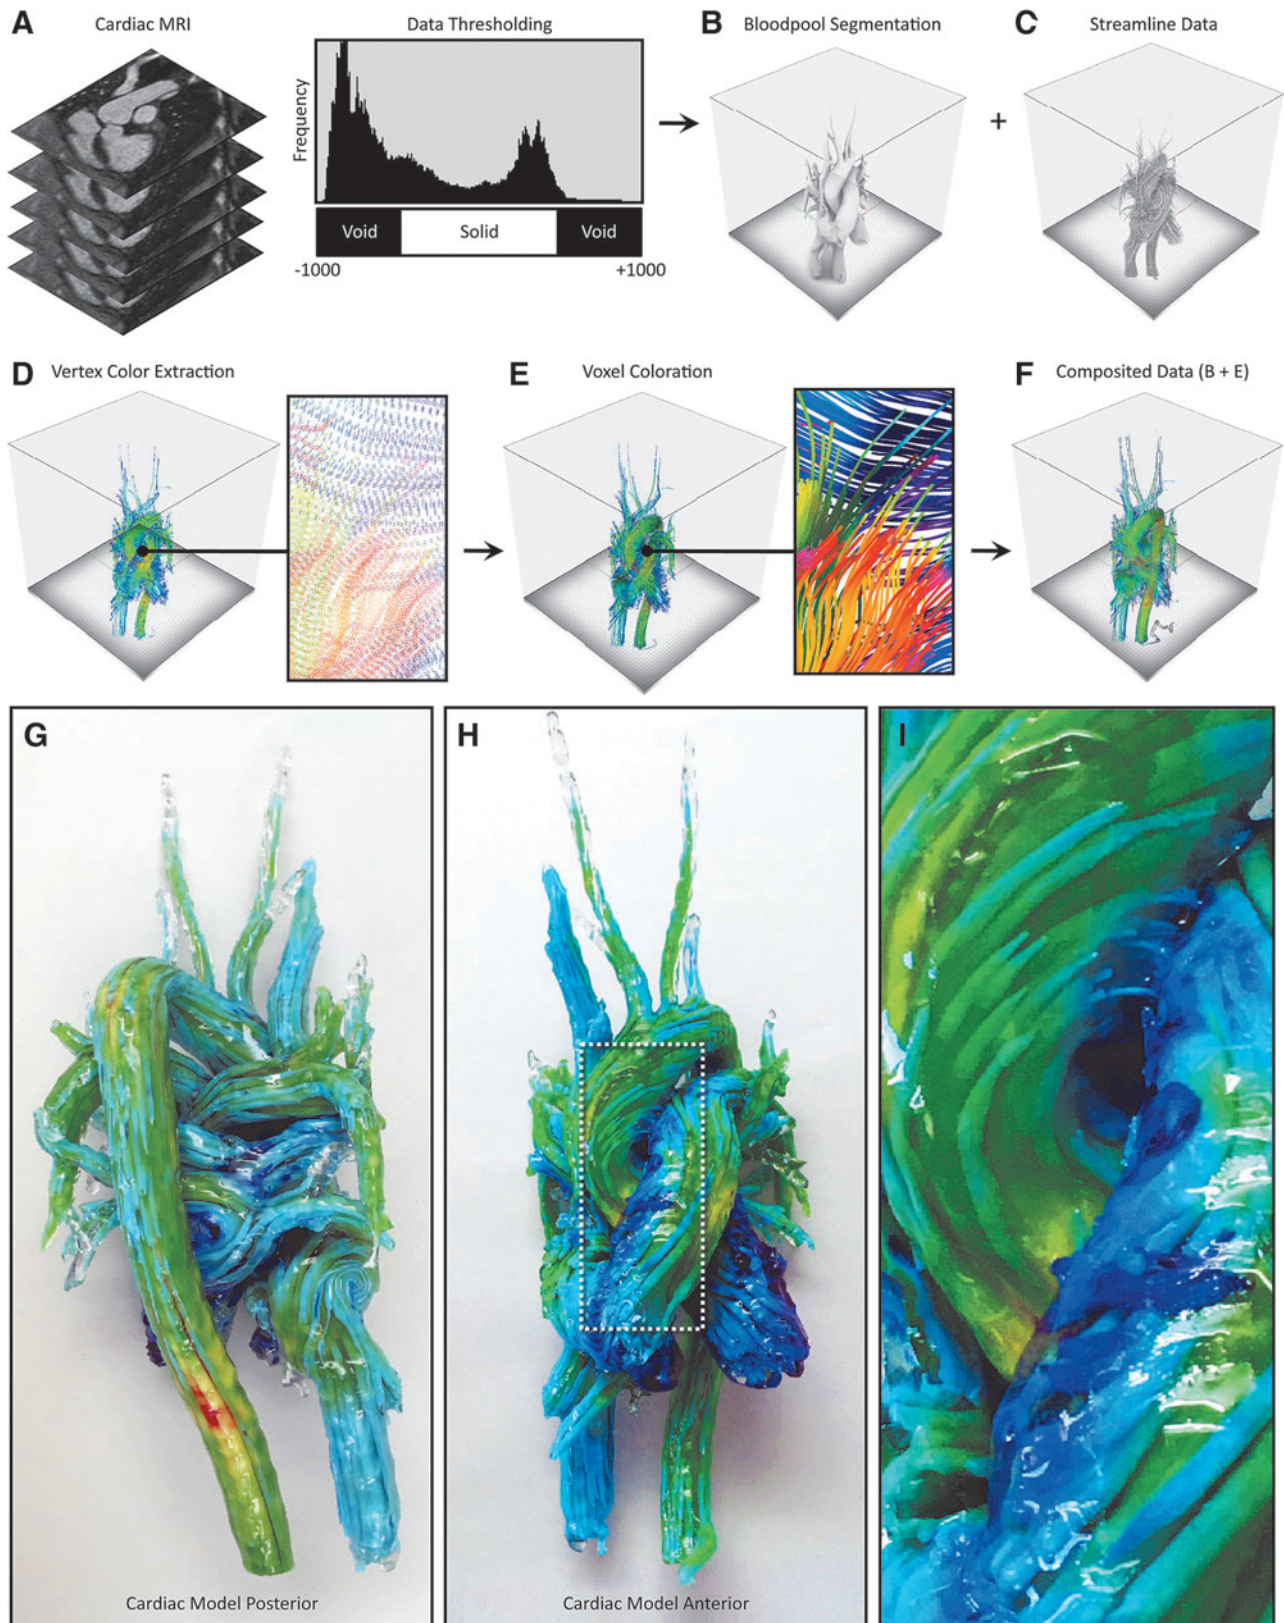 A Cardiac MRI
Data Thresholding
Frequency
Void Solid Void
-1000 +1000
B Bloodpool Segmentation
+
C Streamline Data
D Vertex Color Extraction
E Voxel Coloration
F Composited Data (B + E)
G
Cardiac Model Posterior
H
Cardiac Model Anterior
I